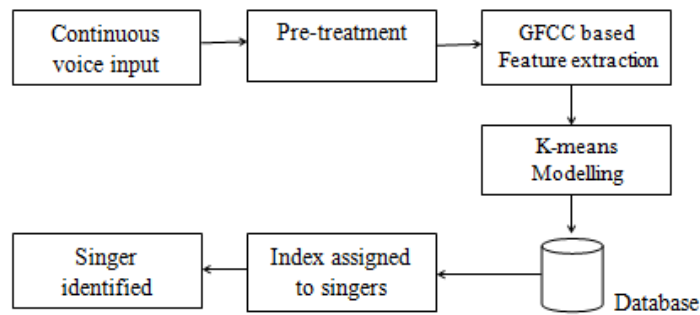 Continuous
voice input
Pre-treatment
GFCC based
Feature extraction
K-means
Modelling
Database
Index assigned
to singers
Singer
identified